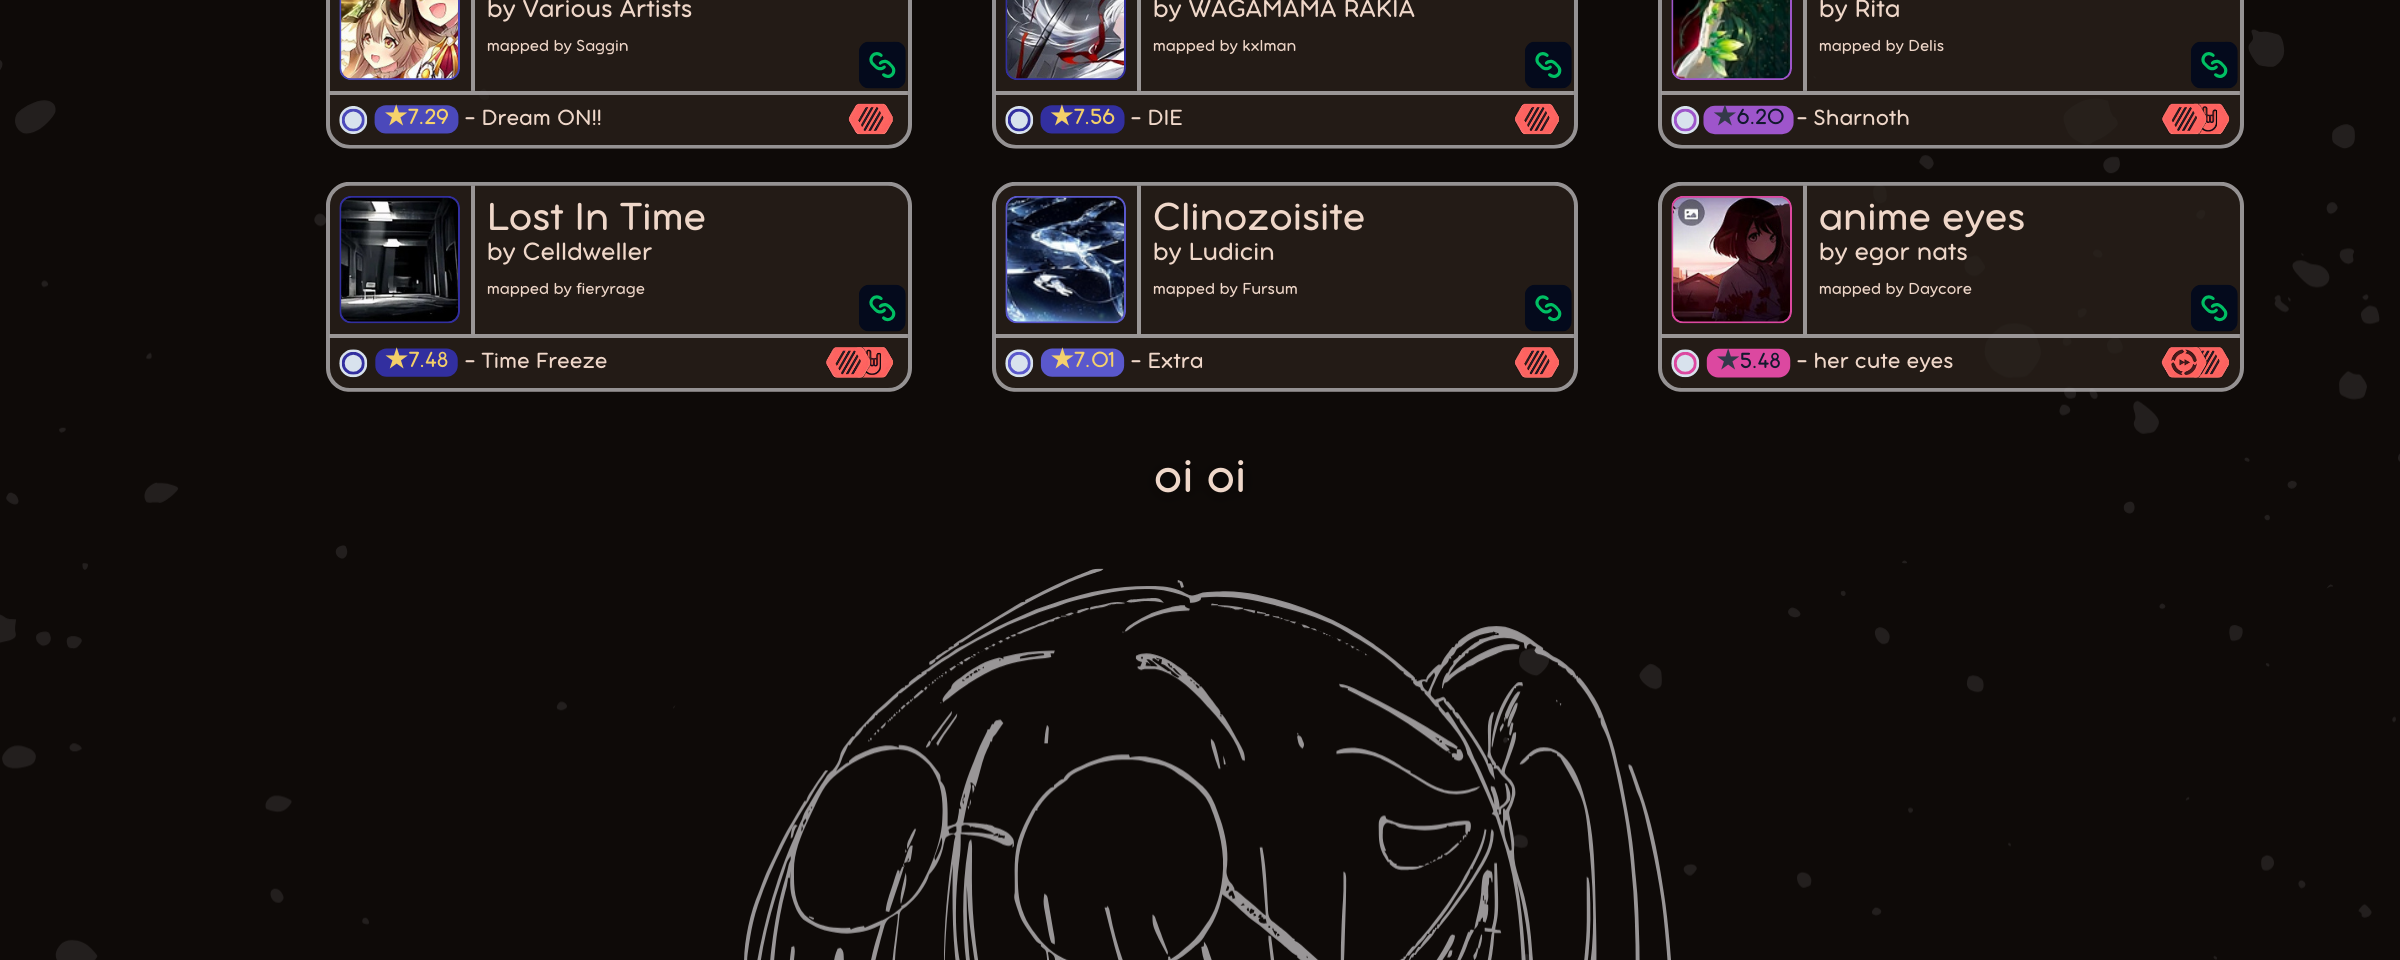 by Various Artists
mapped by Saggin
★7.29 - Dream ON!!
by WAGAMAMA RAKIA
mapped by kxlman
★7.56 - DIE
by Rita
mapped by Delis
★6.20 - Sharnoth
Lost In Time
by Celldweller
mapped by fieryrage
★7.48 - Time Freeze
Clinozoisite
by Ludicin
mapped by Fursum
★7.01 - Extra
anime eyes
by egor nats
mapped by Daycore
★5.48 - her cute eyes
oi oi